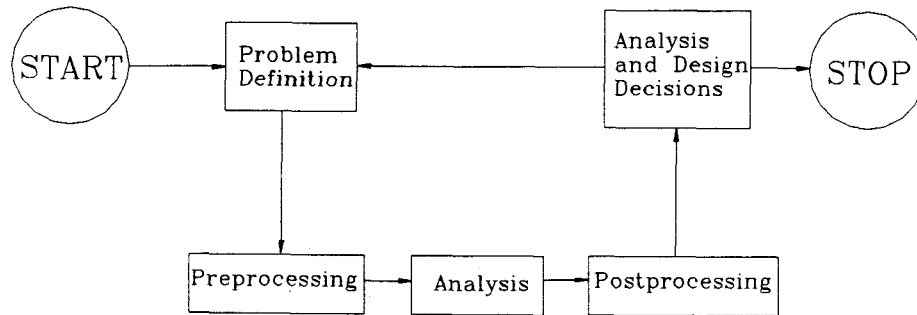 START
Problem
Definition
Analysis
and Design
Decisions
STOP
Preprocessing
Analysis
Postprocessing